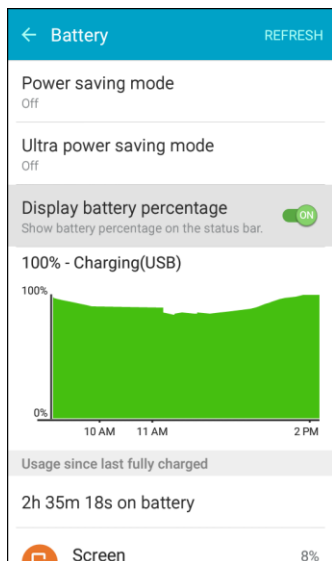 Battery REFRESH
Power saving mode
Off
Ultra power saving mode
Off
Display battery percentage
ON
Show battery percentage on the status bar.
100% - Charging(USB)
100%
0%
10 AM 11 AM 2 PM
Usage since last fully charged
2h 35m 18s on battery
Screen 8%